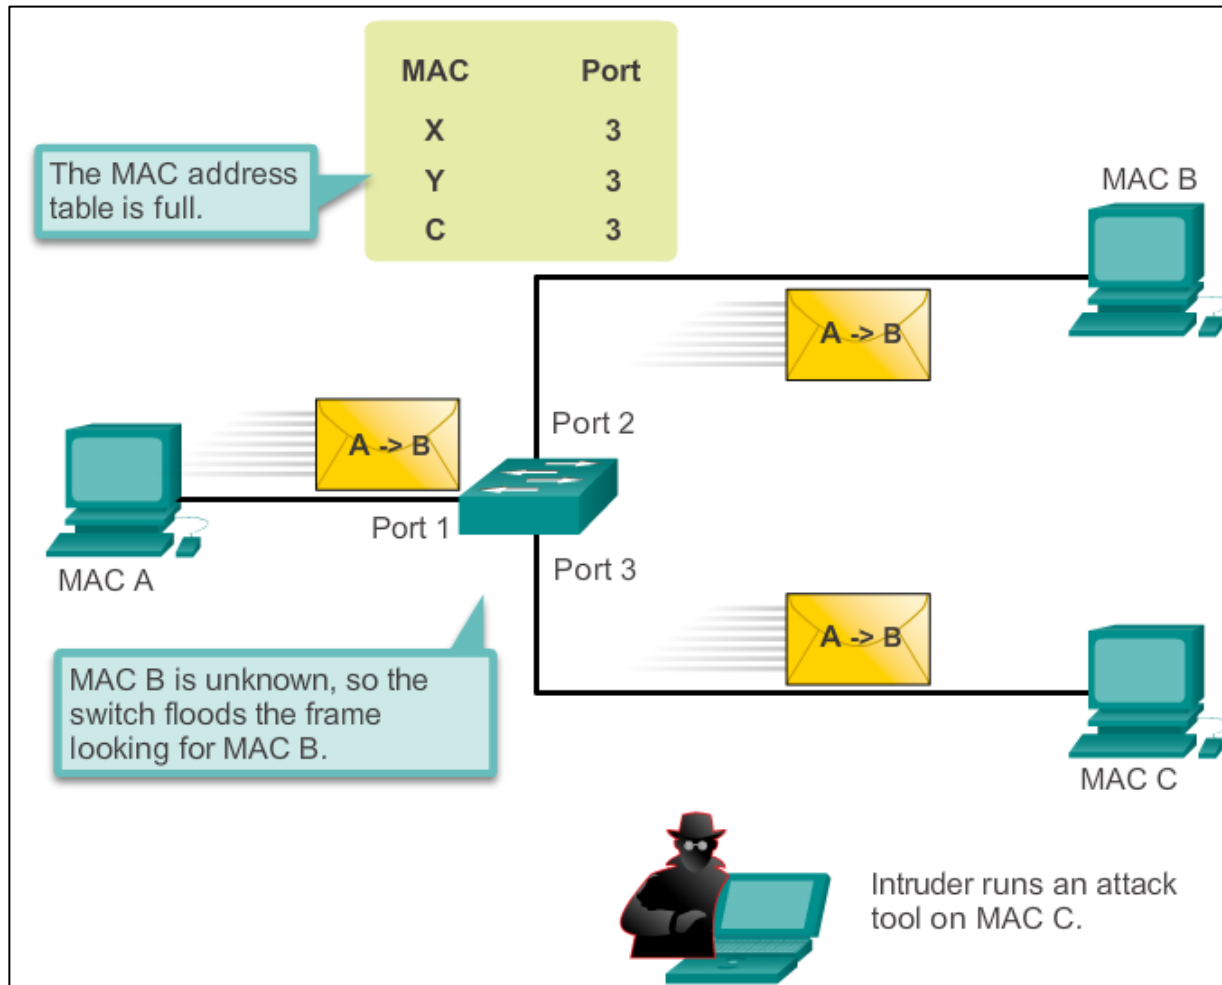 MAC Port
X 3
Y 3
C 3
The MAC address
table is full.
MAC B
A -> B
A -> B
Port 2
Port 1
MAC A
Port 3
A -> B
MAC B is unknown, so the
switch floods the frame
looking for MAC B.
MAC C
Intruder runs an attack
tool on MAC C.